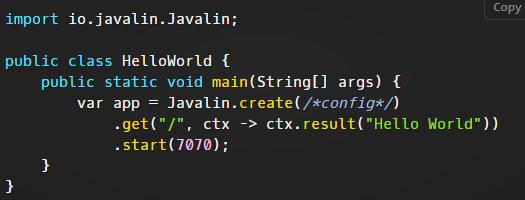 Copy
import io.javalin.Javalin;
public class HelloWorld {
    public static void main(String[] args) {
        var app = Javalin.create(/*config*/)
            .get("/", ctx -> ctx.result("Hello World"))
            .start(7070);
    }
}